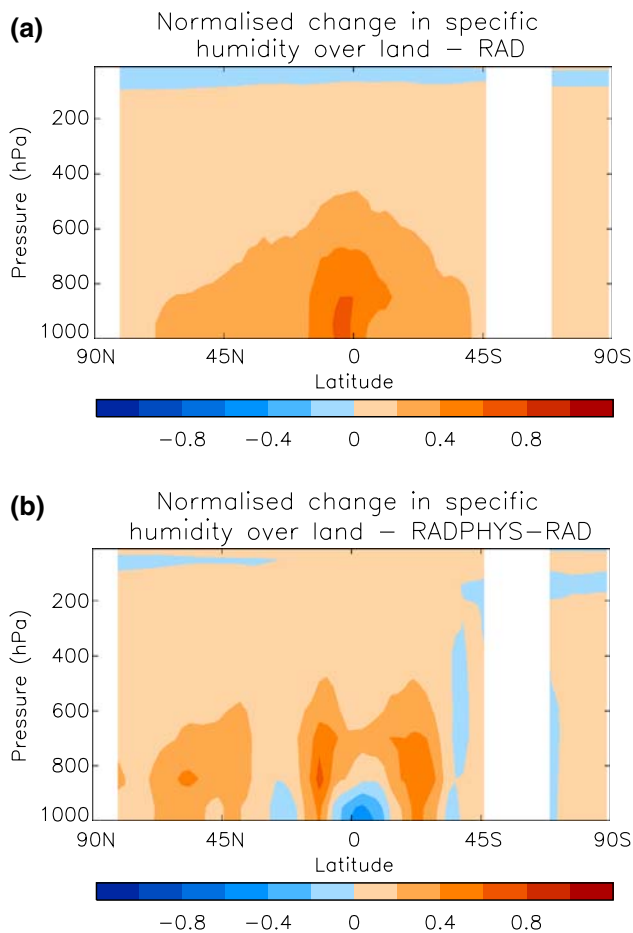 (a)
Normalised change in specific
humidity over land – RAD
Pressure (hPa)
200
400
600
800
1000
90N 45N 0 45S 90S
Latitude
−0.8 −0.4 0 0.4 0.8
(b)
Normalised change in specific
humidity over land – RADPHYS–RAD
Pressure (hPa)
200
400
600
800
1000
90N 45N 0 45S 90S
Latitude
−0.8 −0.4 0 0.4 0.8